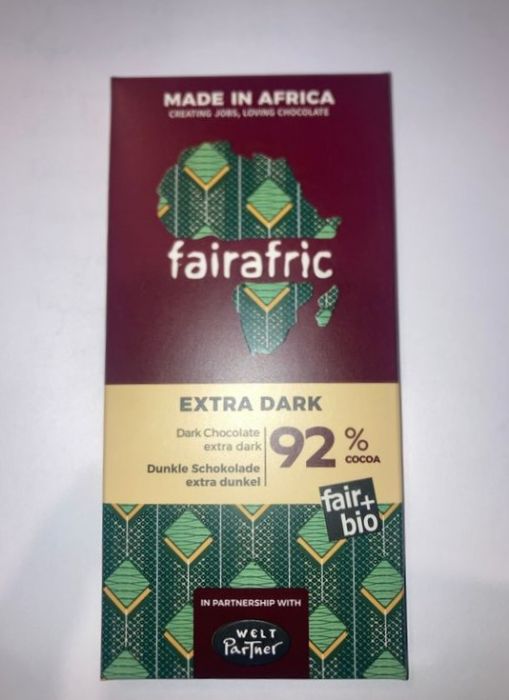 MADE IN AFRICA
CREATING JOBS, LOVING CHOCOLATE
fairafric
EXTRA DARK
Dark Chocolate
extra dark
Dunkle Schokolade
extra dunkel
92%
COCOA
fair+
bio
IN PARTNERSHIP WITH
WELT
Partner